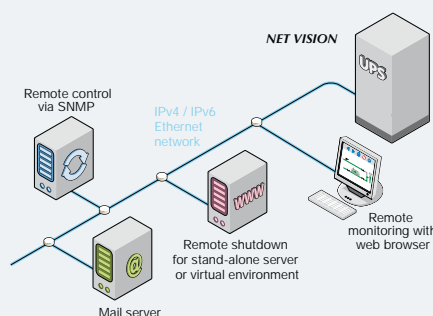 NET VISION
UPS
Remote control
via SNMP
IPv4 / IPv6
Ethernet
network
WWW
Remote
monitoring with
web browser
Remote shutdown
for stand-alone server
or virtual environment
@
Mail server